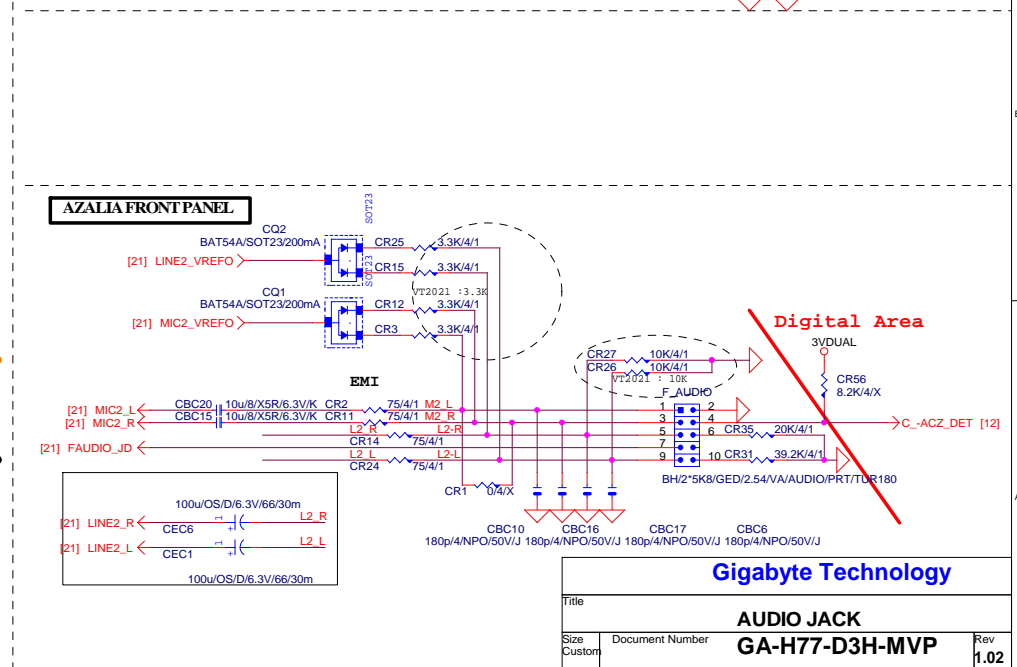 AZALIA FRONT PANEL
SOT23
CQ2
BAT54A/SOT23/200mA
CR25
3.3K/4/1
[21] LINE2_VREFO
SOT23
CR15
3.3K/4/1
VT2021 :3.3K
CQ1
BAT54A/SOT23/200mA
CR12
3.3K/4/1
[21] MIC2_VREFO
CR3
3.3K/4/1
Digital Area
3VDUAL
CR27
10K/4/1
CR26
10K/4/1
VT2021 : 10K
CR56
8.2K/4/X
EMI
F_AUDIO
[21] MIC2_L
CBC20
10u/8/X5R/6.3V/K
CR2
75/4/1
M2_L
1
2
[21] MIC2_R
CBC15
10u/8/X5R/6.3V/K
CR11
75/4/1
M2_R
3
4
C_-ACZ_DET [12]
L2_R
L2-R
5
6
CR35
20K/4/1
[21] FAUDIO_JD
CR14
75/4/1
7
L2_L
L2-L
9
10
CR31
39.2K/4/1
CR24
75/4/1
BH/2*5K8/GED/2.54/VA/AUDIO/PRT/TUR180
CR1
0/4/X
100u/OS/D/6.3V/66/30m
[21] LINE2_R
1
+
L2_R
CEC6
[21] LINE2_L
1
+
L2_L
CEC1
100u/OS/D/6.3V/66/30m
CBC10
CBC16
CBC17
CBC6
180p/4/NPO/50V/J
180p/4/NPO/50V/J
180p/4/NPO/50V/J
180p/4/NPO/50V/J
Gigabyte Technology
Title
AUDIO JACK
Size
Custom
Document Number
GA-H77-D3H-MVP
Rev
1.02